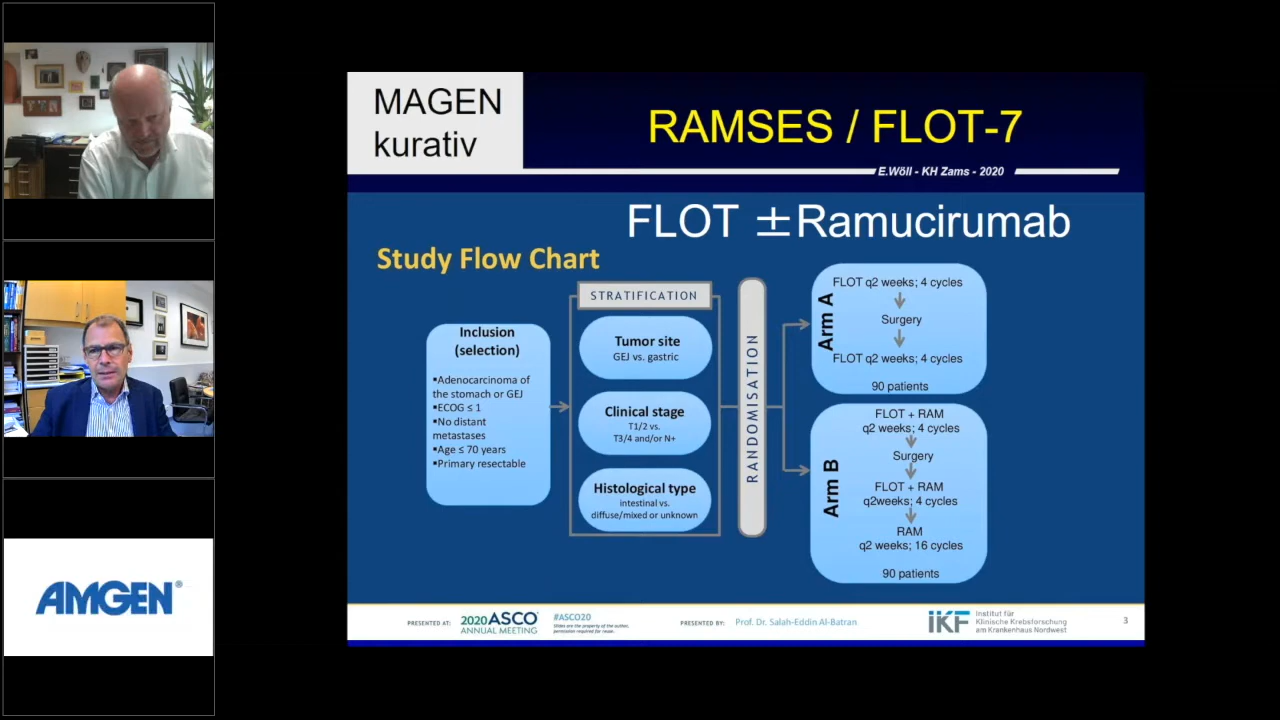 AMGEN®
MAGEN
kurativ
RAMSES / FLOT-7
E.Wöll - KH Zams - 2020
FLOT ±Ramucirumab
Study Flow Chart
Inclusion
(selection)
▪Adenocarcinoma of
the stomach or GEJ
▪ECOG ≤ 1
▪No distant
metastases
▪Age ≤ 70 years
▪Primary resectable
STRATIFICATION
Tumor site
GEJ vs. gastric
Clinical stage
T1/2 vs.
T3/4 and/or N+
Histological type
intestinal vs.
diffuse/mixed or unknown
RANDOMISATION
Arm A
FLOT q2 weeks; 4 cycles
Surgery
FLOT q2 weeks; 4 cycles
90 patients
Arm B
FLOT + RAM
q2 weeks; 4 cycles
Surgery
FLOT + RAM
q2weeks; 4 cycles
RAM
q2 weeks; 16 cycles
90 patients
PRESENTED AT:
2020 ASCO
ANNUAL MEETING
#ASCO20
Slides are the property of the author,
permission required for reuse.
PRESENTED BY:
Prof. Dr. Salah-Eddin Al-Batran
IKF
Institut für
Klinische Krebsforschung
am Krankenhaus Nordwest
3